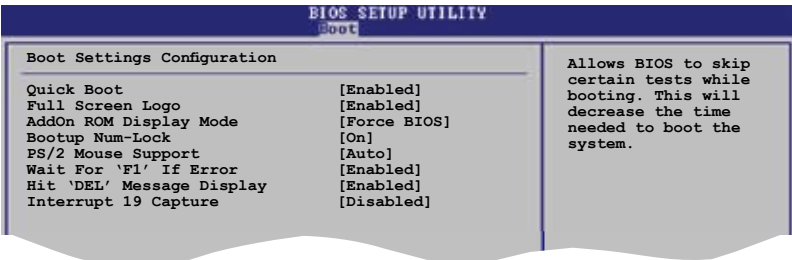 BIOS SETUP UTILITY
Boot
Boot Settings Configuration
Quick Boot [Enabled]
Full Screen Logo [Enabled]
AddOn ROM Display Mode [Force BIOS]
Bootup Num-Lock [On]
PS/2 Mouse Support [Auto]
Wait For ‘F1’ If Error [Enabled]
Hit ‘DEL’ Message Display [Enabled]
Interrupt 19 Capture [Disabled]
Allows BIOS to skip
certain tests while
booting. This will
decrease the time
needed to boot the
system.